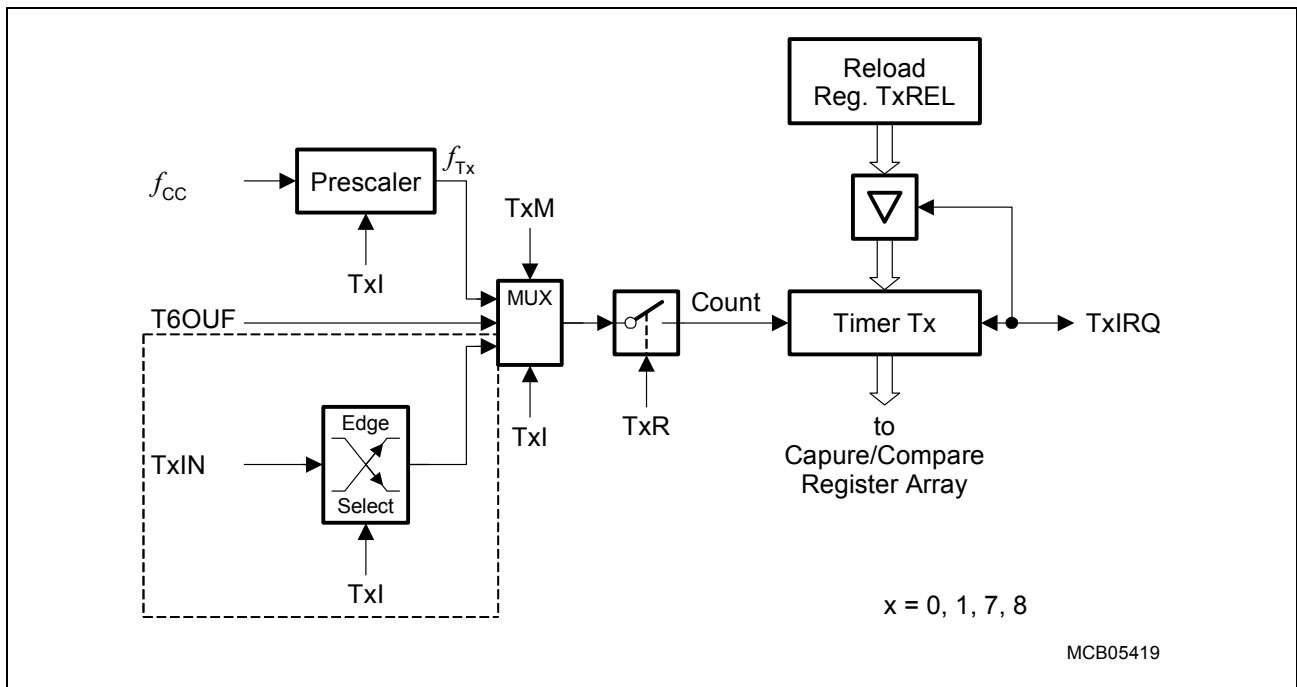 Reload
Reg. TxREL
fCC
Prescaler
fTx
TxI
TxM
T6OUF
MUX
Count
Timer Tx
TxIRQ
TxI
TxR
to
Capure/Compare
Register Array
TxIN
Edge
Select
TxI
x = 0, 1, 7, 8
MCB05419